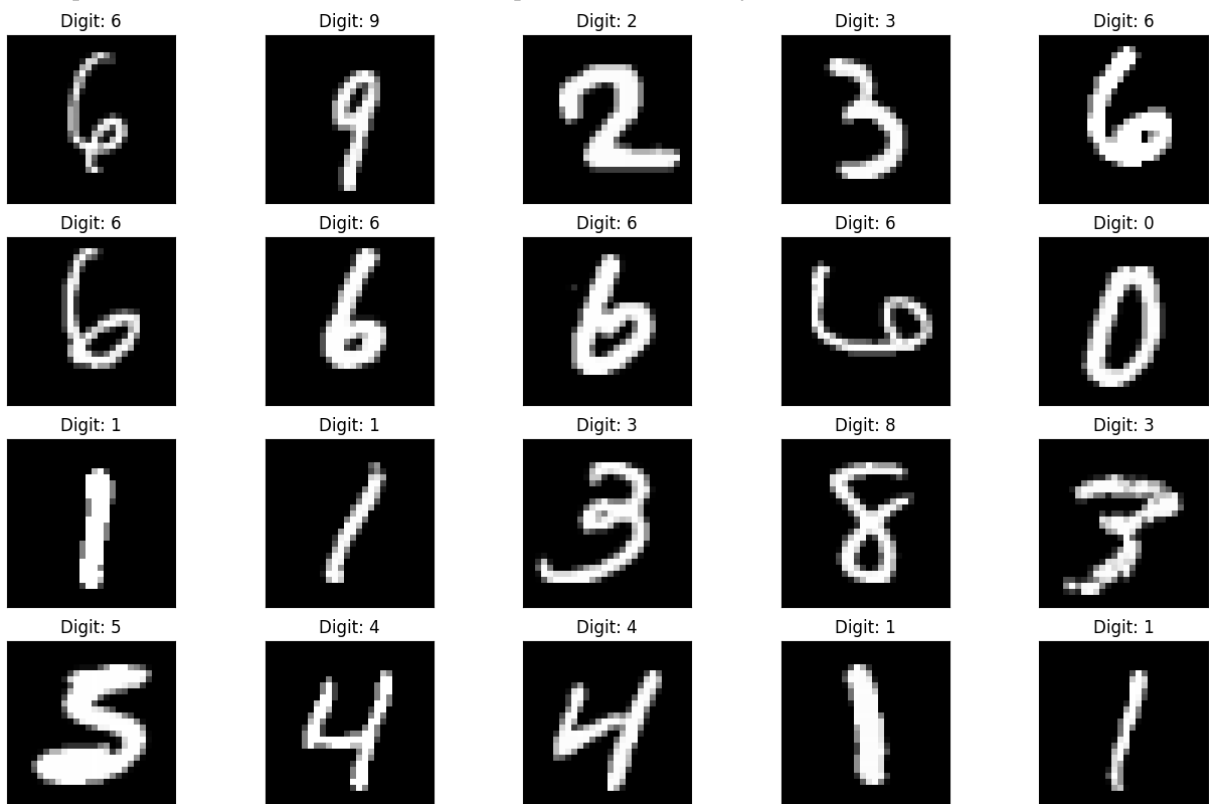 Digit: 6 Digit: 9 Digit: 2 Digit: 3 Digit: 6
6 9 2 3 6
Digit: 6 Digit: 6 Digit: 6 Digit: 6 Digit: 0
6 6 6 6 0
Digit: 1 Digit: 1 Digit: 3 Digit: 8 Digit: 3
1 1 3 8 3
Digit: 5 Digit: 4 Digit: 4 Digit: 1 Digit: 1
5 4 4 1 1